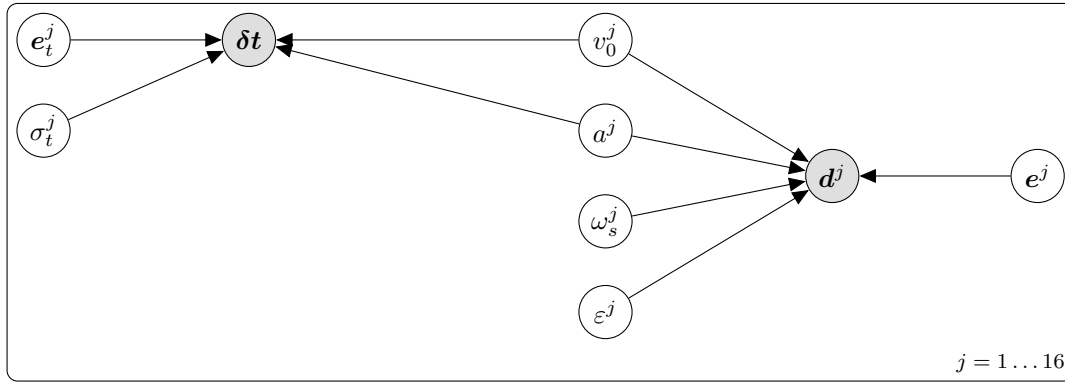 e_t^j δt v_0^j
σ_t^j a^j
d^j e^j
ω_s^j
ε^j
j = 1 … 16